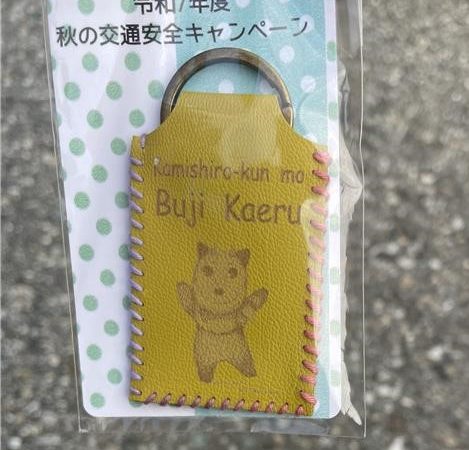 令和7年度
秋の交通安全キャンペーン
Kamishiro-kun mo
Buji Kaeru